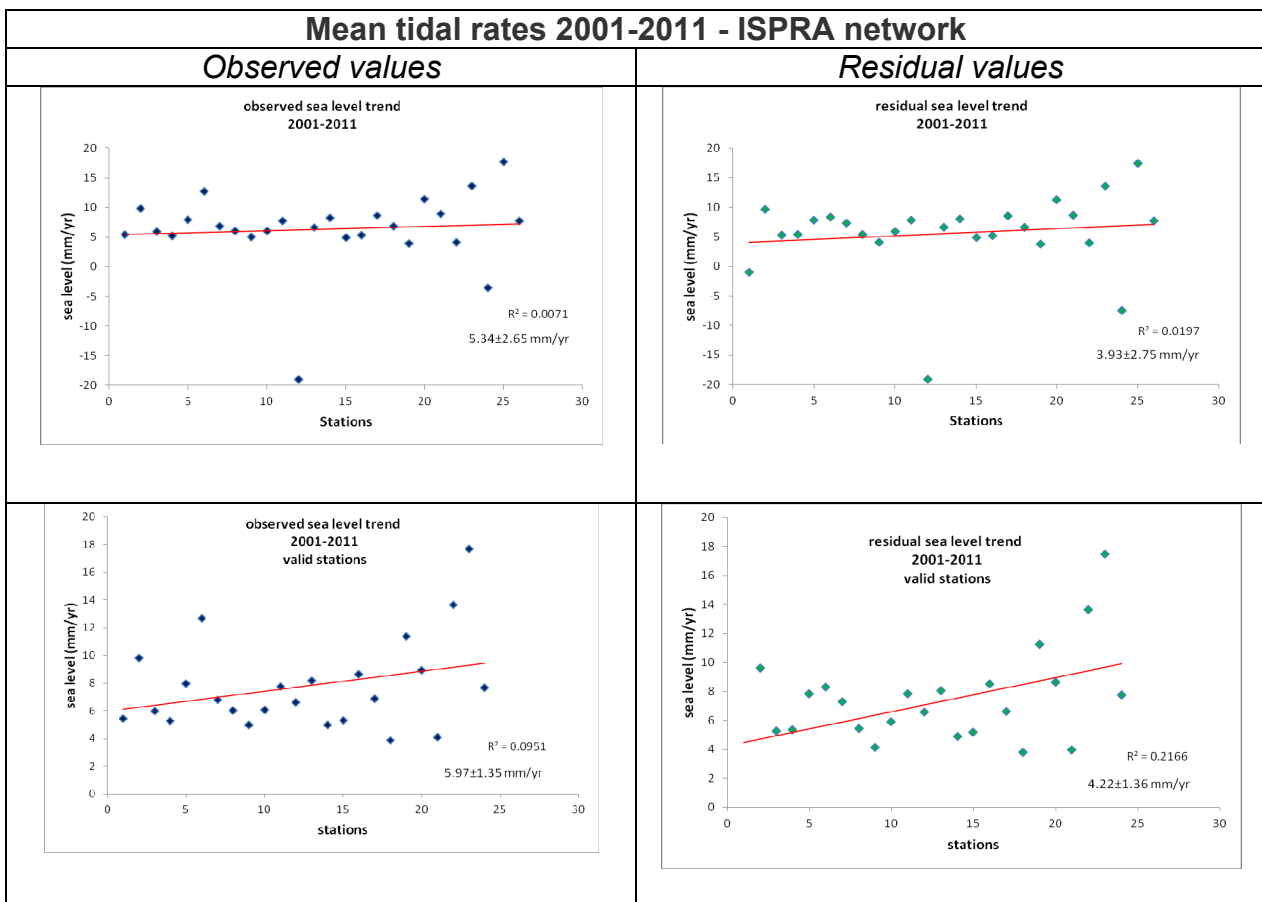 Mean tidal rates 2001-2011 - ISPRA network
Observed values
Residual values
observed sea level trend
2001-2011
sea level (mm/yr)
20
15
10
5
0
-5
-10
-15
-20
0 5 10 15 20 25 30
Stations
R² = 0.0071
5.34±2.65 mm/yr
residual sea level trend
2001-2011
sea level (mm/yr)
20
15
10
5
0
-5
-10
-15
-20
0 5 10 15 20 25 30
Stations
R² = 0.0197
3.93±2.75 mm/yr
observed sea level trend
2001-2011
valid stations
sea level (mm/yr)
20
18
16
14
12
10
8
6
4
2
0
0 5 10 15 20 25 30
stations
R² = 0.0951
5.97±1.35 mm/yr
residual sea level trend
2001-2011
valid stations
sea level (mm/yr)
20
18
16
14
12
10
8
6
4
2
0
0 5 10 15 20 25 30
stations
R² = 0.2166
4.22±1.36 mm/yr